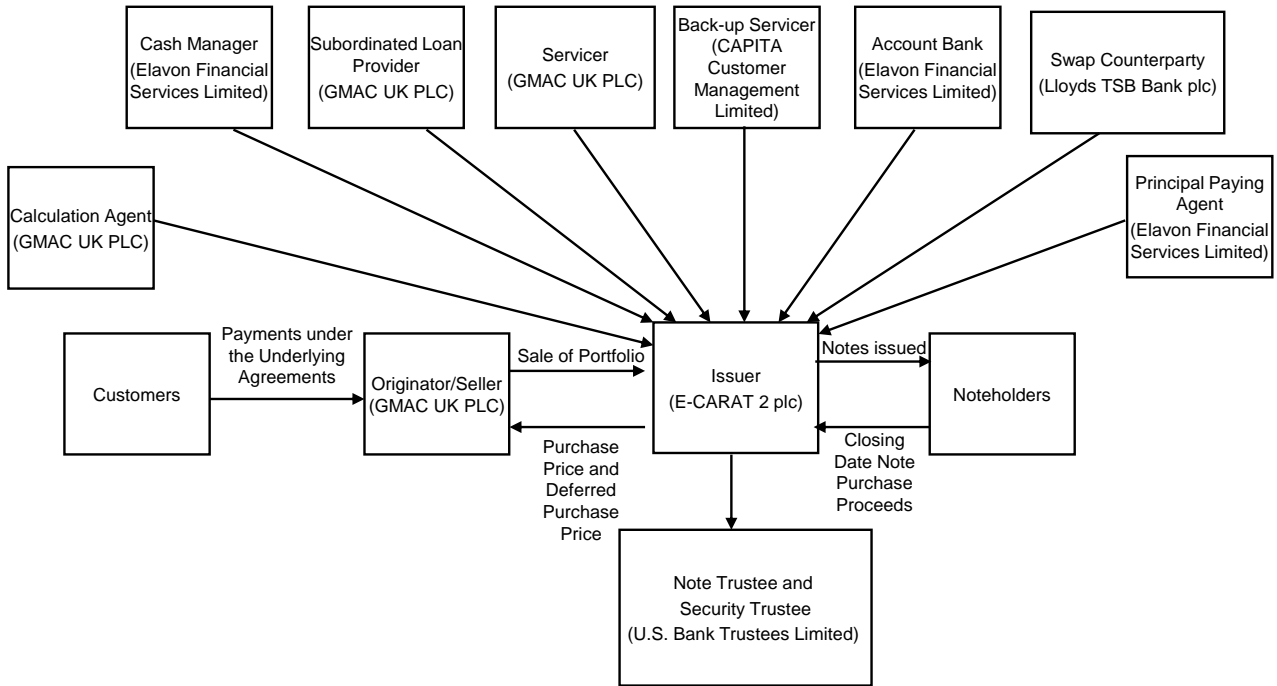 Cash Manager
(Elavon Financial
Services Limited)
Subordinated Loan
Provider
(GMAC UK PLC)
Servicer
(GMAC UK PLC)
Back-up Servicer
(CAPITA
Customer
Management
Limited)
Account Bank
(Elavon Financial
Services Limited)
Swap Counterparty
(Lloyds TSB Bank plc)
Calculation Agent
(GMAC UK PLC)
Principal Paying
Agent
(Elavon Financial
Services Limited)
Customers
Payments under
the Underlying
Agreements
Originator/Seller
(GMAC UK PLC)
Sale of Portfolio
Purchase
Price and
Deferred
Purchase
Price
Issuer
(E-CARAT 2 plc)
Notes issued
Closing
Date Note
Purchase
Proceeds
Noteholders
Note Trustee and
Security Trustee
(U.S. Bank Trustees Limited)